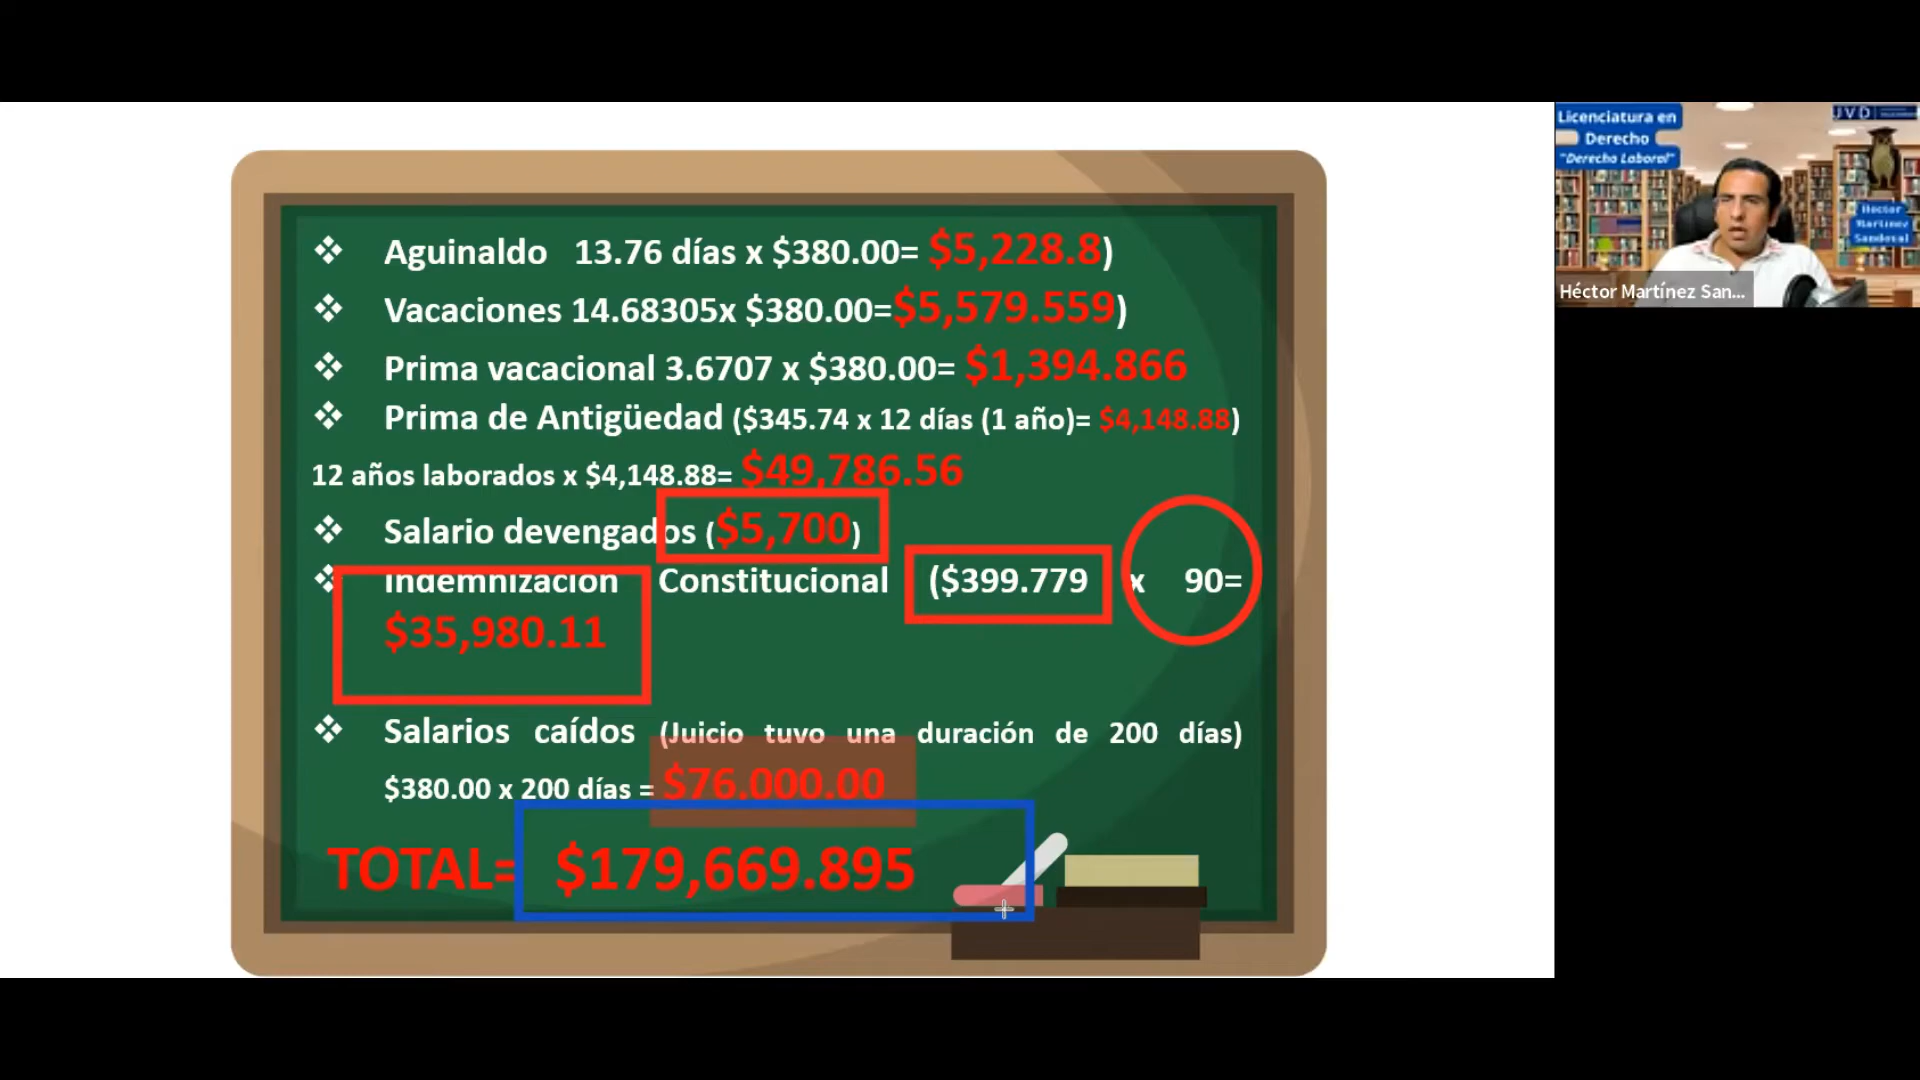 ❖ Aguinaldo 13.76 días x $380.00= $5,228.8)
❖ Vacaciones 14.68305x $380.00=$5,579.559)
❖ Prima vacacional 3.6707 x $380.00= $1,394.866
❖ Prima de Antigüedad ($345.74 x 12 días (1 año)= $4,148.88)
12 años laborados x $4,148.88= $49,786.56
❖ Salario devengados ($5,700)
❖ Indemnización Constitucional ($399.779 x 90=
$35,980.11
❖ Salarios caídos (Juicio tuvo una duración de 200 días)
$380.00 x 200 días = $76.000.00
TOTAL= $179,669.895
Licenciatura en
Derecho
"Derecho Laboral"
UVD
Héctor
Martínez
Sandoval
Héctor Martínez San...